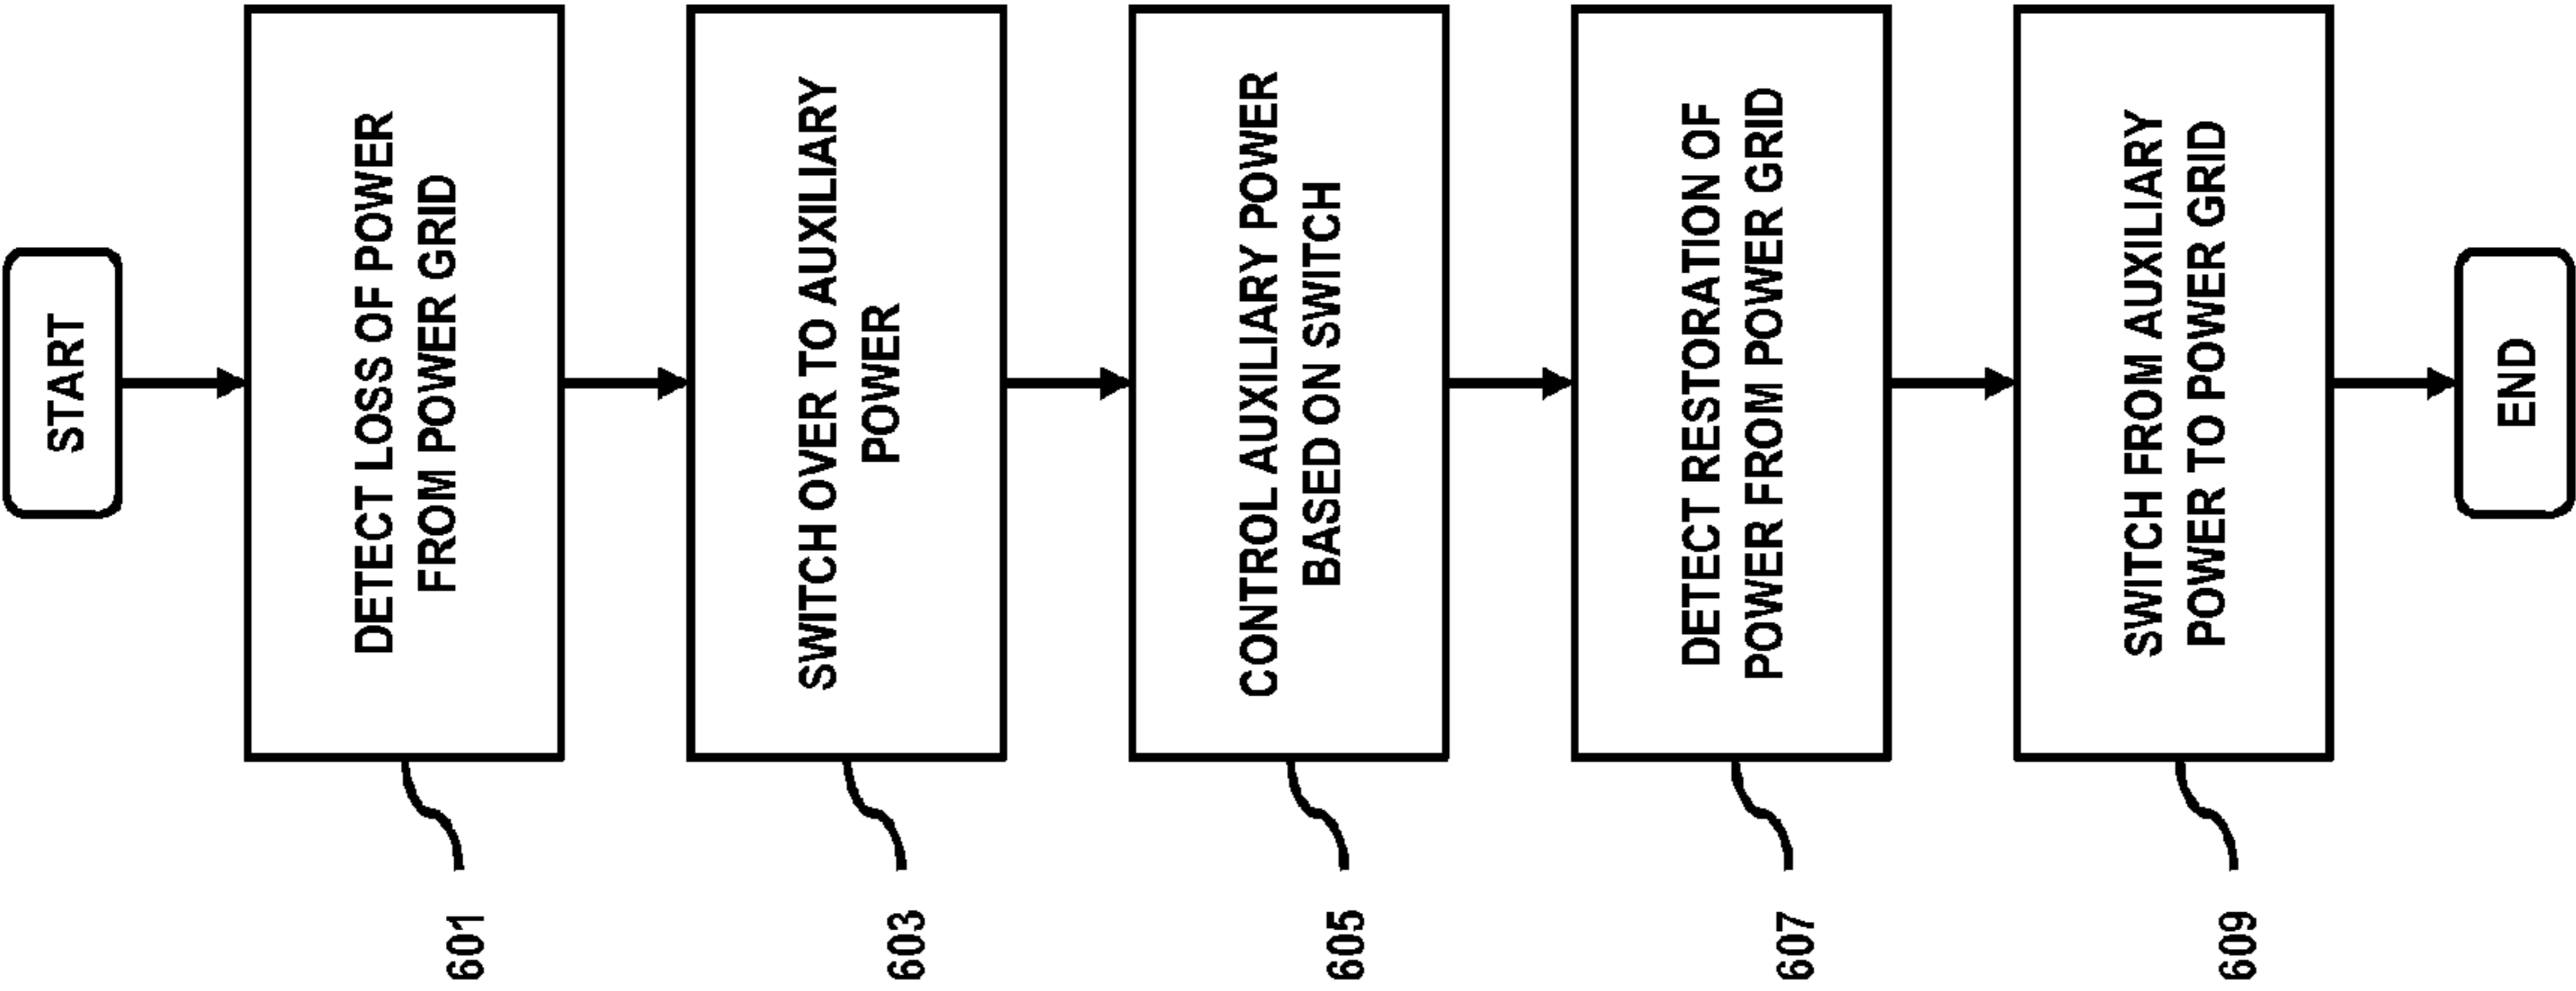 START
DETECT LOSS OF POWER
FROM POWER GRID
601
SWITCH OVER TO AUXILIARY
POWER
603
CONTROL AUXILIARY POWER
BASED ON SWITCH
605
DETECT RESTORATION OF
POWER FROM POWER GRID
607
SWITCH FROM AUXILIARY
POWER TO POWER GRID
609
END